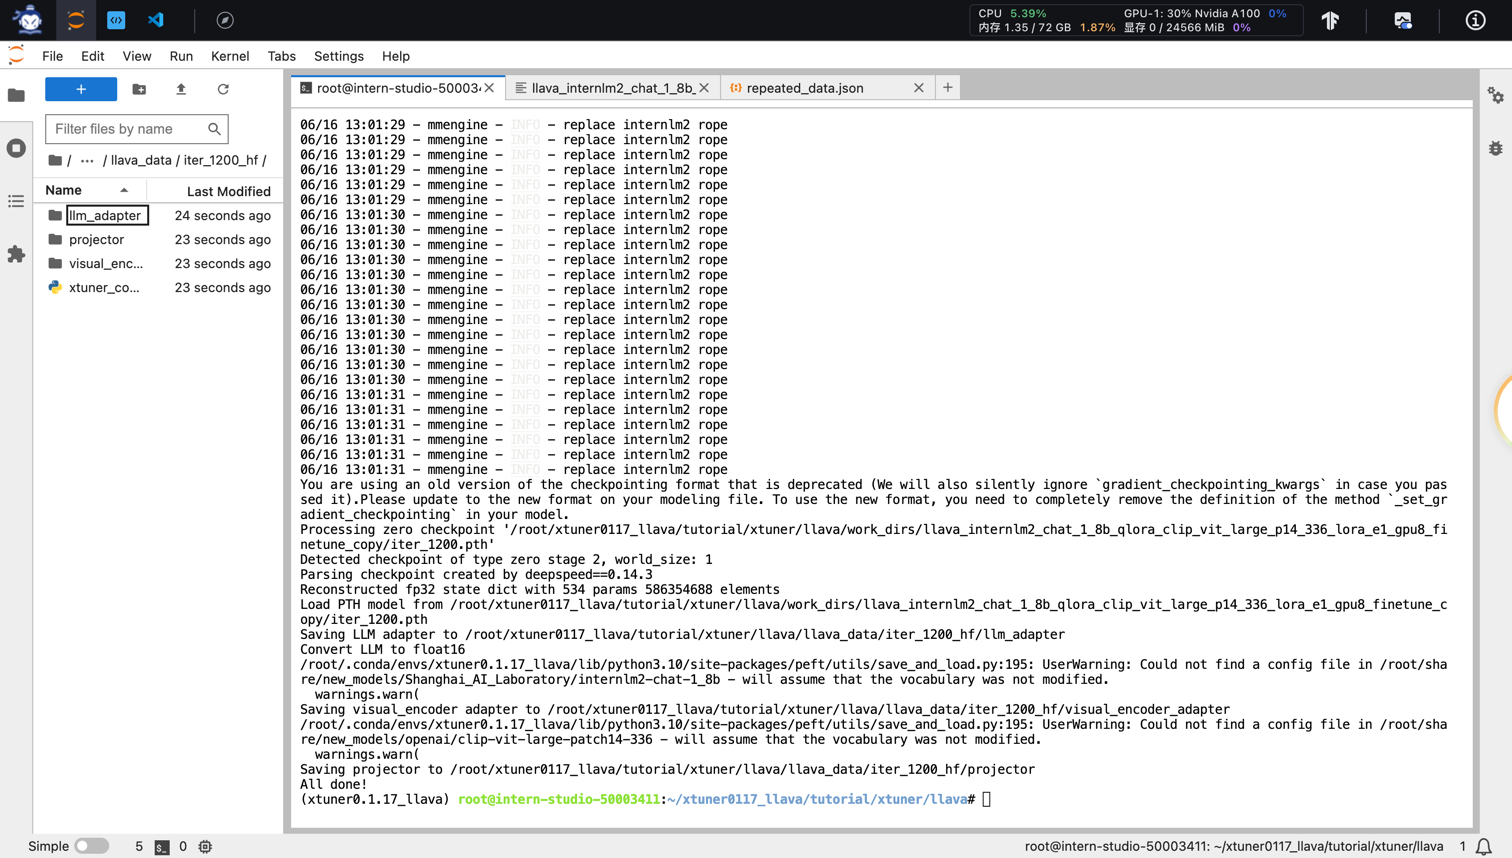 CPU 5.39% GPU-1: 30% Nvidia A100 0%
内存 1.35 / 72 GB 1.87% 显存 0 / 24566 MiB 0%
File Edit View Run Kernel Tabs Settings Help
root@intern-studio-50003 llava_internlm2_chat_1_8b_ repeated_data.json
Filter files by name
/ ... / llava_data / iter_1200_hf /
Name Last Modified
llm_adapter 24 seconds ago
projector 23 seconds ago
visual_enc... 23 seconds ago
xtuner_co... 23 seconds ago
06/16 13:01:29 - mmengine - INFO - replace internlm2 rope
06/16 13:01:29 - mmengine - INFO - replace internlm2 rope
06/16 13:01:29 - mmengine - INFO - replace internlm2 rope
06/16 13:01:29 - mmengine - INFO - replace internlm2 rope
06/16 13:01:29 - mmengine - INFO - replace internlm2 rope
06/16 13:01:29 - mmengine - INFO - replace internlm2 rope
06/16 13:01:30 - mmengine - INFO - replace internlm2 rope
06/16 13:01:30 - mmengine - INFO - replace internlm2 rope
06/16 13:01:30 - mmengine - INFO - replace internlm2 rope
06/16 13:01:30 - mmengine - INFO - replace internlm2 rope
06/16 13:01:30 - mmengine - INFO - replace internlm2 rope
06/16 13:01:30 - mmengine - INFO - replace internlm2 rope
06/16 13:01:30 - mmengine - INFO - replace internlm2 rope
06/16 13:01:30 - mmengine - INFO - replace internlm2 rope
06/16 13:01:30 - mmengine - INFO - replace internlm2 rope
06/16 13:01:30 - mmengine - INFO - replace internlm2 rope
06/16 13:01:30 - mmengine - INFO - replace internlm2 rope
06/16 13:01:30 - mmengine - INFO - replace internlm2 rope
06/16 13:01:31 - mmengine - INFO - replace internlm2 rope
06/16 13:01:31 - mmengine - INFO - replace internlm2 rope
06/16 13:01:31 - mmengine - INFO - replace internlm2 rope
06/16 13:01:31 - mmengine - INFO - replace internlm2 rope
06/16 13:01:31 - mmengine - INFO - replace internlm2 rope
06/16 13:01:31 - mmengine - INFO - replace internlm2 rope
You are using an old version of the checkpointing format that is deprecated (We will also silently ignore `gradient_checkpointing_kwargs` in case you pas
sed it).Please update to the new format on your modeling file. To use the new format, you need to completely remove the definition of the method `_set_gr
adient_checkpointing` in your model.
Processing zero checkpoint '/root/xtuner0117_llava/tutorial/xtuner/llava/work_dirs/llava_internlm2_chat_1_8b_qlora_clip_vit_large_p14_336_lora_e1_gpu8_fi
netune_copy/iter_1200.pth'
Detected checkpoint of type zero stage 2, world_size: 1
Parsing checkpoint created by deepspeed==0.14.3
Reconstructed fp32 state dict with 534 params 586354688 elements
Load PTH model from /root/xtuner0117_llava/tutorial/xtuner/llava/work_dirs/llava_internlm2_chat_1_8b_qlora_clip_vit_large_p14_336_lora_e1_gpu8_finetune_c
opy/iter_1200.pth
Saving LLM adapter to /root/xtuner0117_llava/tutorial/xtuner/llava/llava_data/iter_1200_hf/llm_adapter
Convert LLM to float16
/root/.conda/envs/xtuner0.1.17_llava/lib/python3.10/site-packages/peft/utils/save_and_load.py:195: UserWarning: Could not find a config file in /root/sha
re/new_models/Shanghai_AI_Laboratory/internlm2-chat-1_8b - will assume that the vocabulary was not modified.
warnings.warn(
Saving visual_encoder adapter to /root/xtuner0117_llava/tutorial/xtuner/llava/llava_data/iter_1200_hf/visual_encoder_adapter
/root/.conda/envs/xtuner0.1.17_llava/lib/python3.10/site-packages/peft/utils/save_and_load.py:195: UserWarning: Could not find a config file in /root/sha
re/new_models/openai/clip-vit-large-patch14-336 - will assume that the vocabulary was not modified.
warnings.warn(
Saving projector to /root/xtuner0117_llava/tutorial/xtuner/llava/llava_data/iter_1200_hf/projector
All done!
(xtuner0.1.17_llava) root@intern-studio-50003411:~/xtuner0117_llava/tutorial/xtuner/llava#
Simple 5 0 root@intern-studio-50003411: ~/xtuner0117_llava/tutorial/xtuner/llava 1